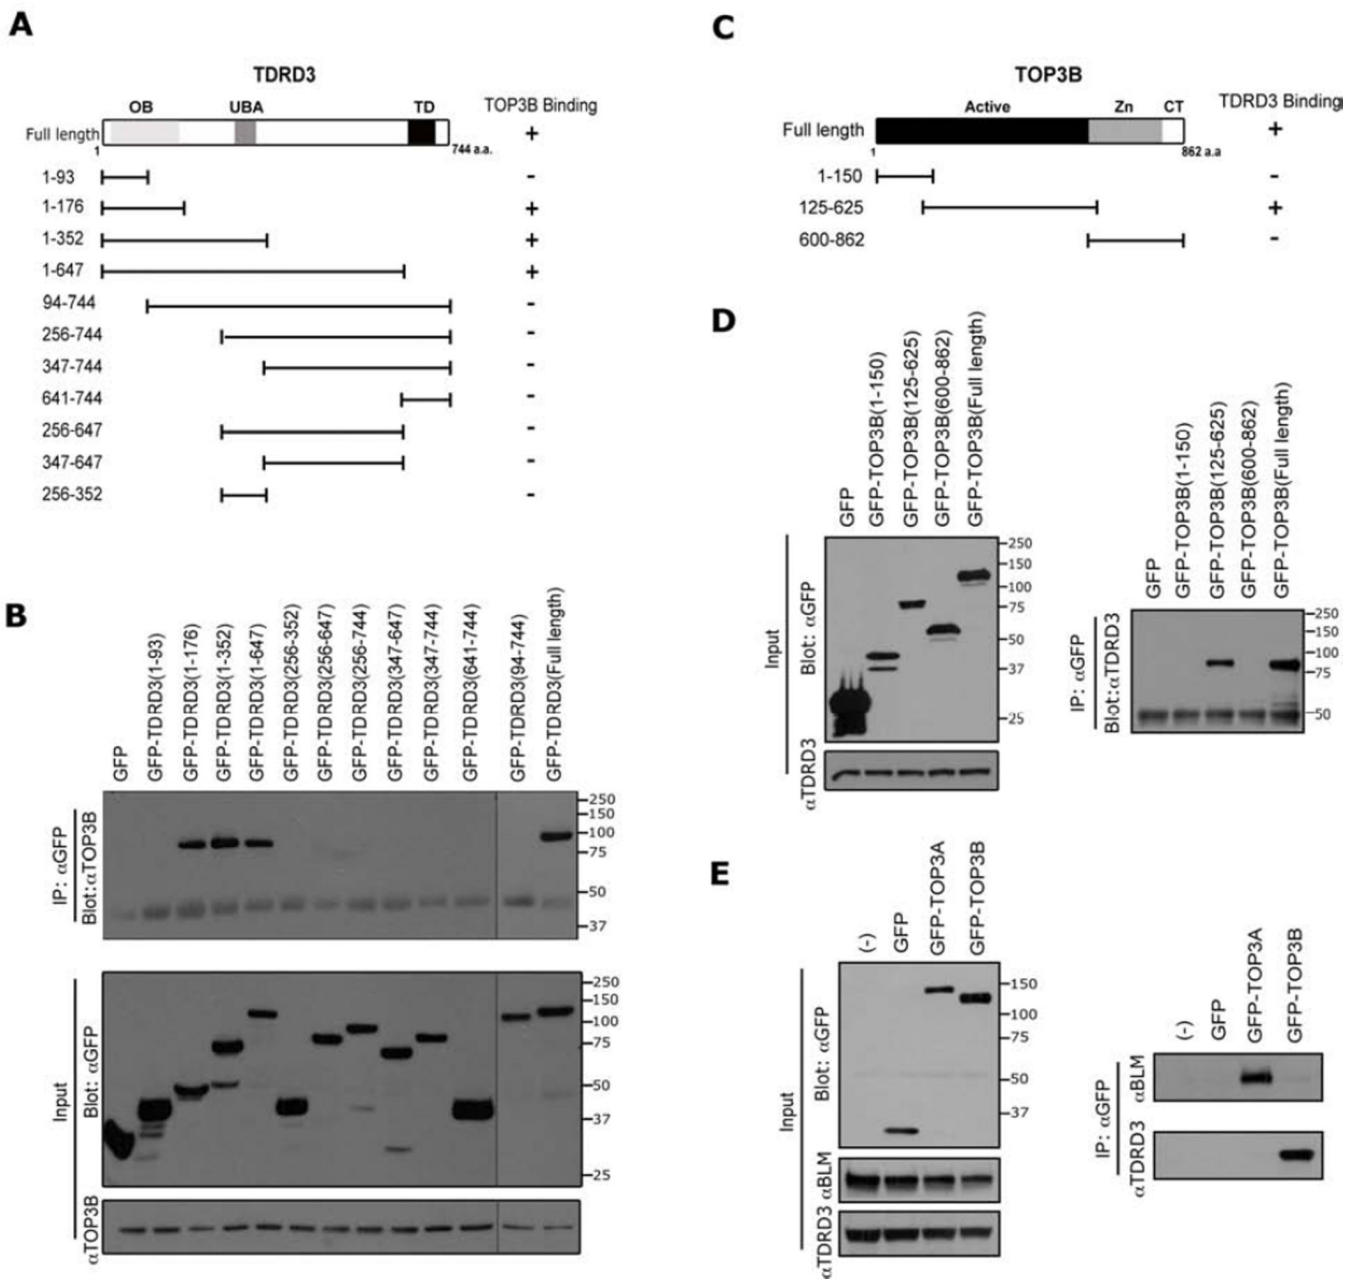 A
TDRD3
OB UBA TD TOP3B Binding
Full length +
1 744 a.a.
1-93 -
1-176 +
1-352 +
1-647 +
94-744 -
256-744 -
347-744 -
641-744 -
256-647 -
347-647 -
256-352 -
B
GFP
GFP-TDRD3(1-93)
GFP-TDRD3(1-176)
GFP-TDRD3(1-352)
GFP-TDRD3(1-647)
GFP-TDRD3(256-352)
GFP-TDRD3(256-647)
GFP-TDRD3(256-744)
GFP-TDRD3(347-647)
GFP-TDRD3(347-744)
GFP-TDRD3(641-744)
GFP-TDRD3(94-744)
GFP-TDRD3(Full length)
IP: αGFP
Blot:αTOP3B
250
150
100
75
50
37
Input
Blot: αGFP
250
150
100
75
50
37
25
αTOP3B
C
TOP3B
Active Zn CT TDRD3 Binding
Full length +
1 862 a.a
1-150 -
125-625 +
600-862 -
D
GFP
GFP-TOP3B(1-150)
GFP-TOP3B(125-625)
GFP-TOP3B(600-862)
GFP-TOP3B(Full length)
Input
Blot: αGFP
250
150
100
75
50
37
25
αTDRD3
GFP
GFP-TOP3B(1-150)
GFP-TOP3B(125-625)
GFP-TOP3B(600-862)
GFP-TOP3B(Full length)
IP: αGFP
Blot:αTDRD3
250
150
100
75
50
E
(-)
GFP
GFP-TOP3A
GFP-TOP3B
Input
Blot: αGFP
150
100
75
50
37
αBLM
αTDRD3
(-)
GFP
GFP-TOP3A
GFP-TOP3B
IP: αGFP
αBLM
αTDRD3